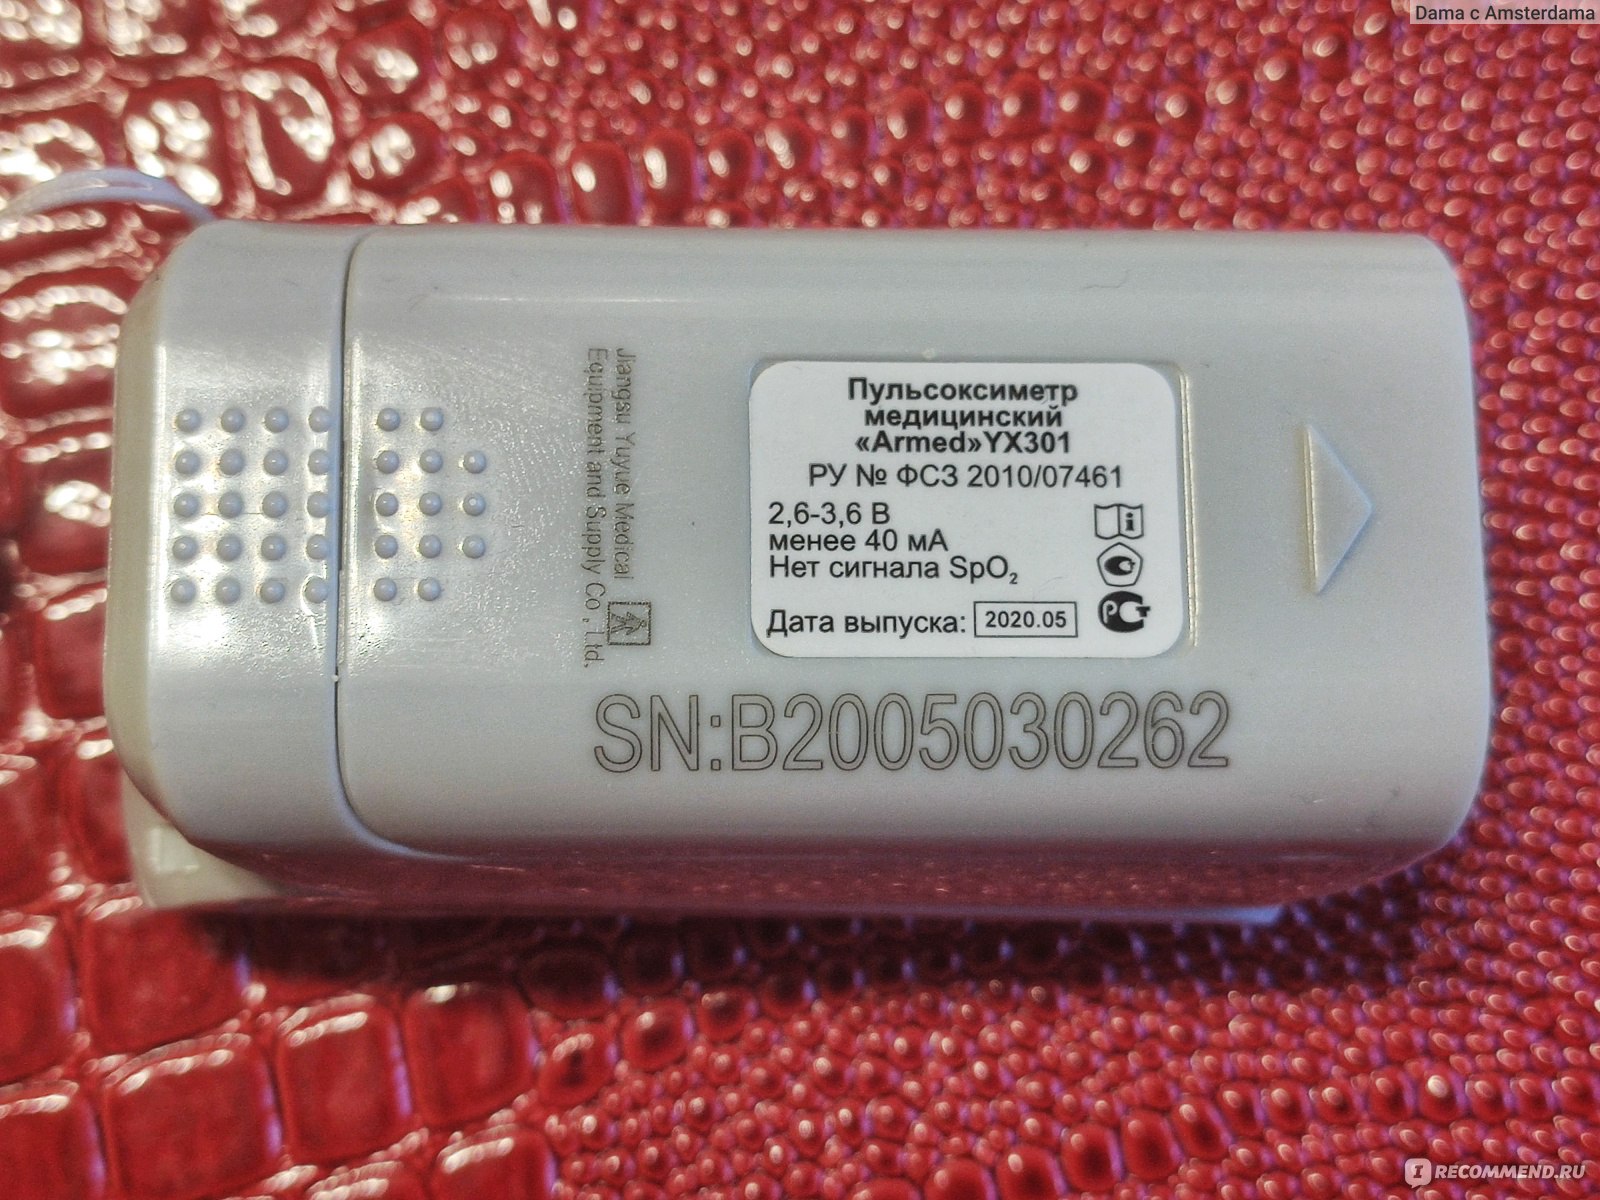 Dama c Amsterdama
Jiangsu Yuyue Medical
Equipment and Supply Co., Ltd.
Пульсоксиметр
медицинский
«Armed»YX301
РУ № ФСЗ 2010/07461
2,6-3,6 В
менее 40 мА
Нет сигнала SpO₂
Дата выпуска: 2020.05
SN:B2005030262
IRECOMMEND.RU